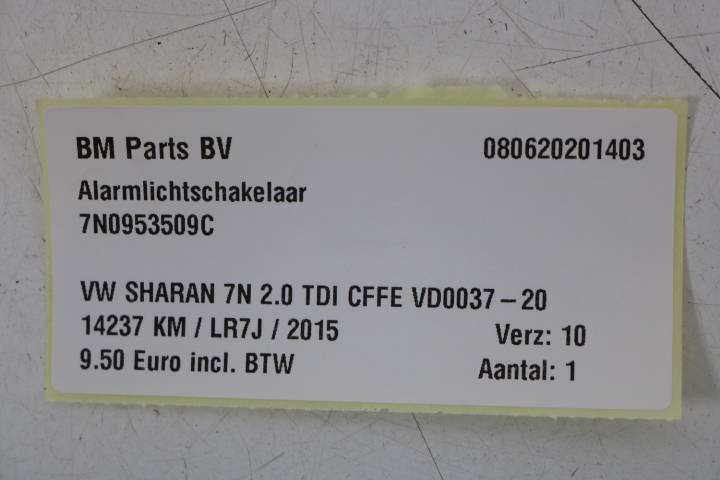 BM Parts BV 080620201403
Alarmlichtschakelaar
7N0953509C
VW SHARAN 7N 2.0 TDI CFFE VD0037-20
14237 KM / LR7J / 2015 Verz: 10
9.50 Euro incl. BTW Aantal: 1